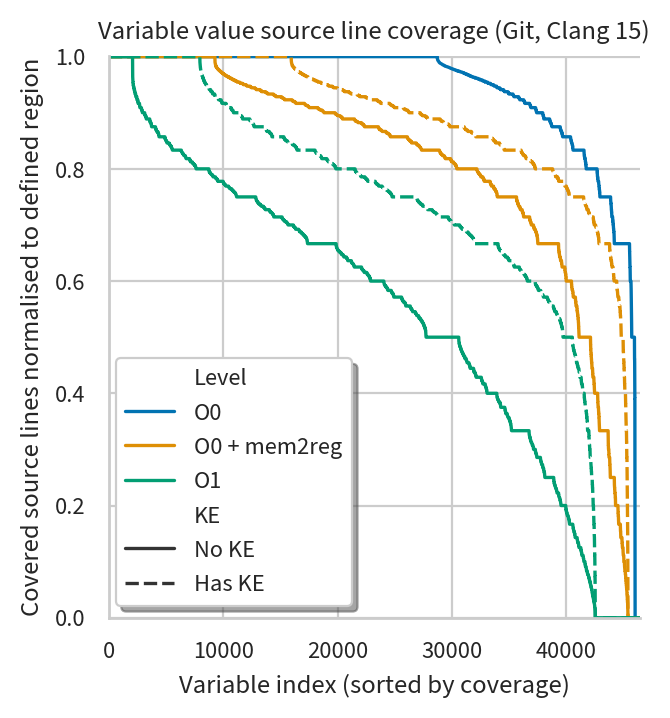 Variable value source line coverage (Git, Clang 15)
Covered source lines normalised to defined region
1.0
0.8
0.6
0.4
0.2
0.0
Level
O0
O0 + mem2reg
O1
KE
No KE
Has KE
0 10000 20000 30000 40000
Variable index (sorted by coverage)